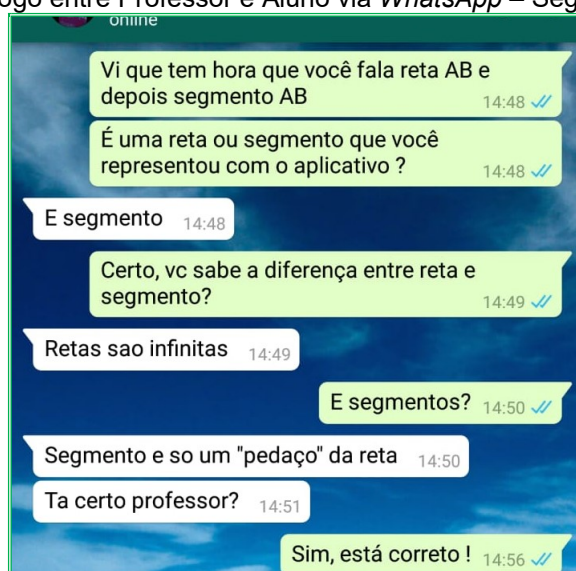 ogo entre Professor e Aluno via WhatsApp – Seg
online
Vi que tem hora que você fala reta AB e
depois segmento AB
14:48
É uma reta ou segmento que você
representou com o aplicativo ?
14:48
E segmento 14:48
Certo, vc sabe a diferença entre reta e
segmento?
14:49
Retas sao infinitas 14:49
E segmentos? 14:50
Segmento e so um "pedaço" da reta 14:50
Ta certo professor? 14:51
Sim, está correto ! 14:56